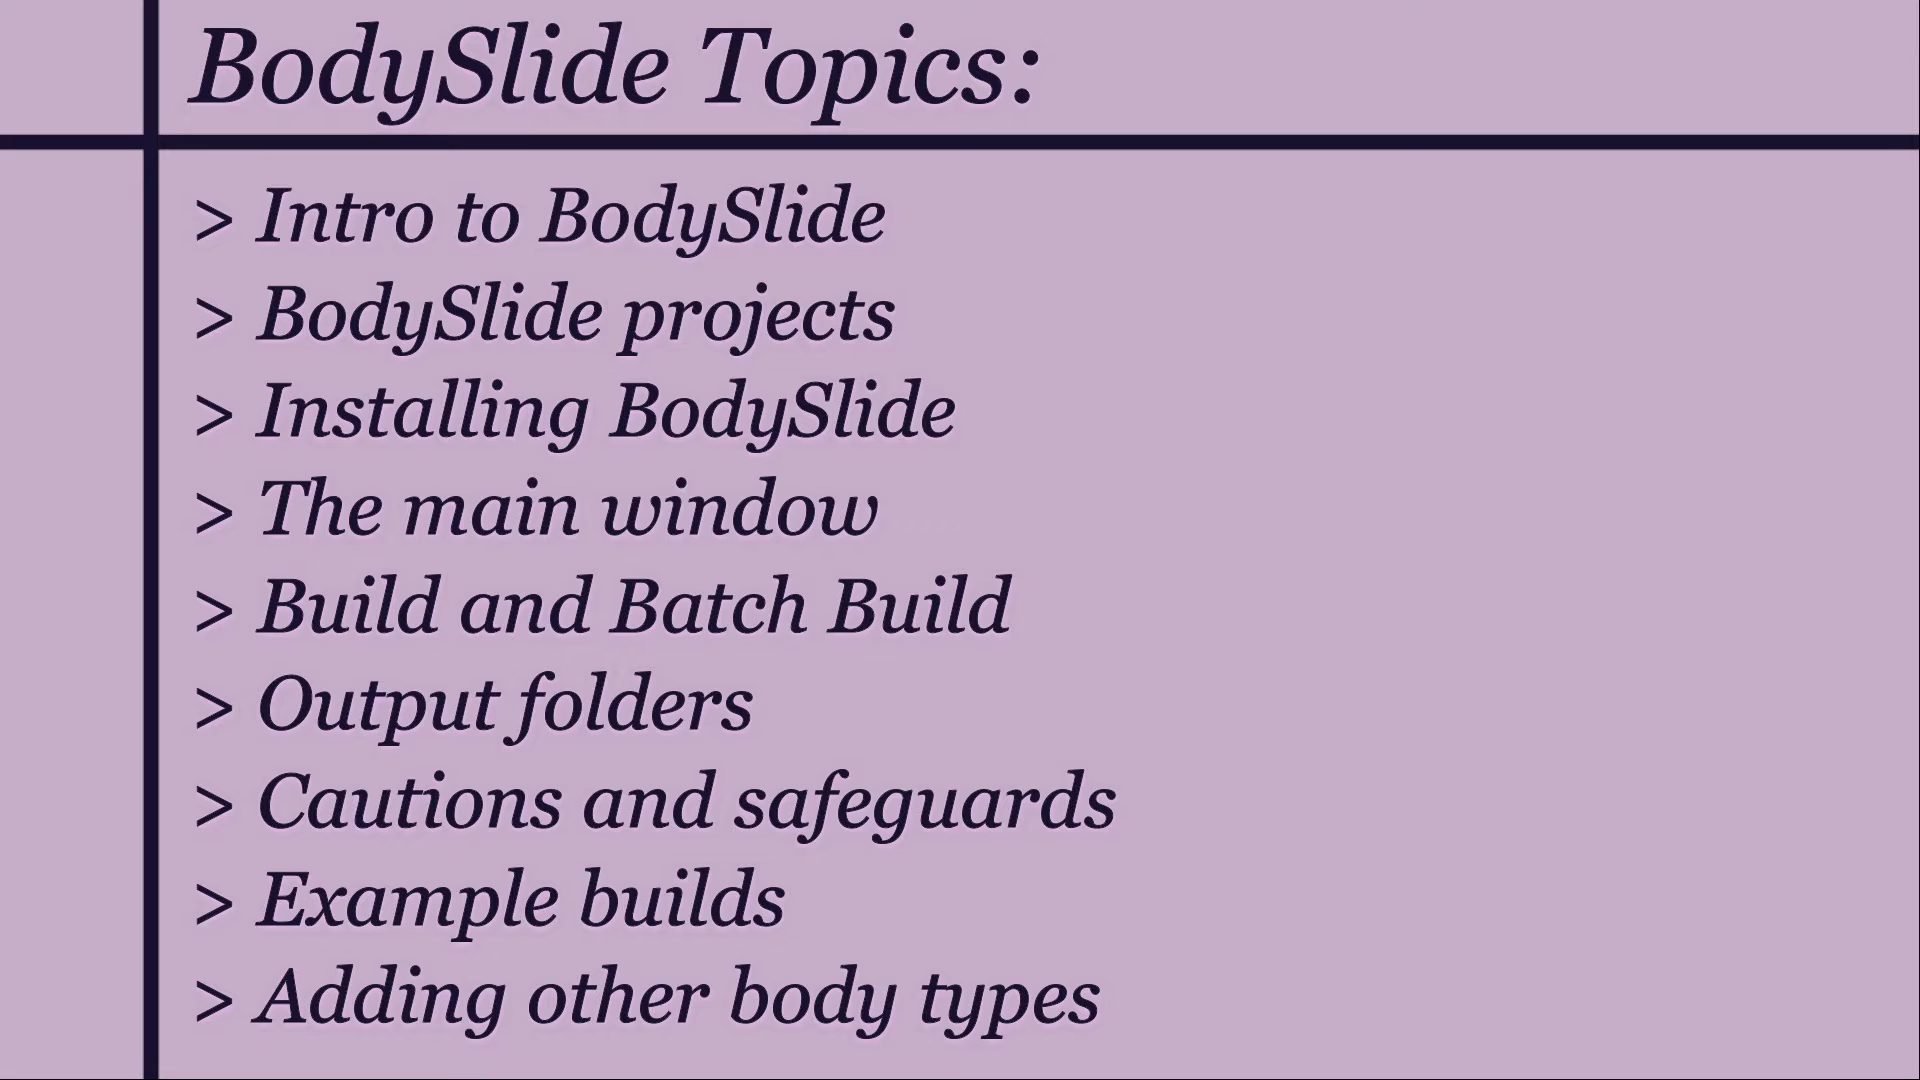 BodySlide Topics:
> Intro to BodySlide
> BodySlide projects
> Installing BodySlide
> The main window
> Build and Batch Build
> Output folders
> Cautions and safeguards
> Example builds
> Adding other body types